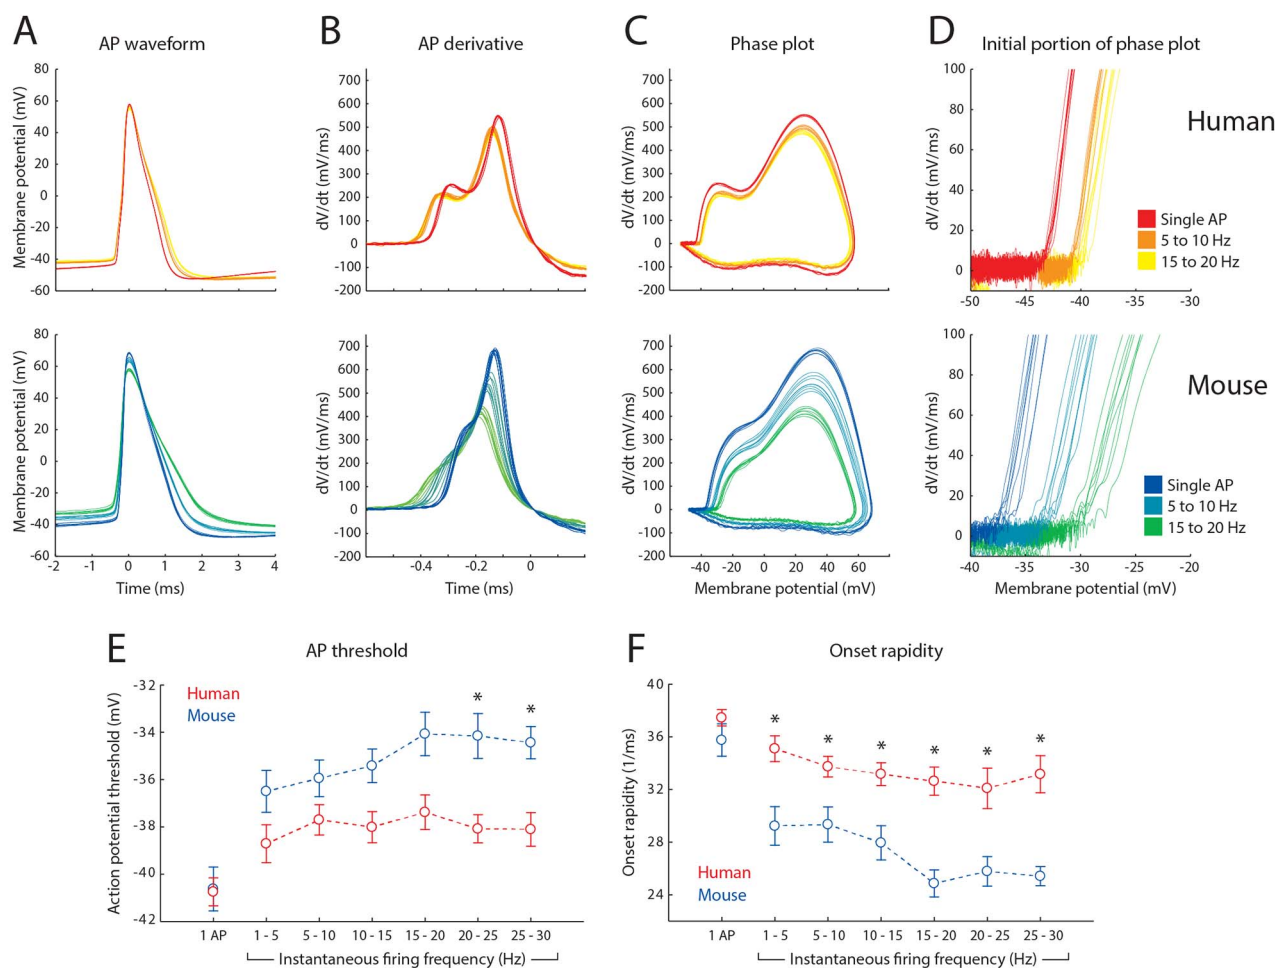 A AP waveform
B AP derivative
C Phase plot
D Initial portion of phase plot
Membrane potential (mV)
80
60
40
20
0
-20
-40
-60
dV/dt (mV/ms)
700
600
500
400
300
200
100
0
-100
-200
dV/dt (mV/ms)
700
600
500
400
300
200
100
0
-100
-200
dV/dt (mV/ms)
100
80
60
40
20
0
-50 -45 -40 -35 -30
Human
Single AP
5 to 10 Hz
15 to 20 Hz
Membrane potential (mV)
80
60
40
20
0
-20
-40
-60
-2 -1 0 1 2 3 4
Time (ms)
dV/dt (mV/ms)
700
600
500
400
300
200
100
0
-100
-200
-0.4 -0.2 0
Time (ms)
dV/dt (mV/ms)
700
600
500
400
300
200
100
0
-100
-200
-40 -20 0 20 40 60
Membrane potential (mV)
dV/dt (mV/ms)
100
80
60
40
20
0
-40 -35 -30 -25 -20
Membrane potential (mV)
Mouse
Single AP
5 to 10 Hz
15 to 20 Hz
E AP threshold
Action potential threshold (mV)
-32
-34
-36
-38
-40
-42
Human
Mouse
* *
1 AP 1 - 5 5 - 10 10 - 15 15 - 20 20 - 25 25 - 30
Instantaneous firing frequency (Hz)
F Onset rapidity
Onset rapidity (1/ms)
40
36
32
28
24
* * * * * *
Human
Mouse
1 AP 1 - 5 5 - 10 10 - 15 15 - 20 20 - 25 25 - 30
Instantaneous firing frequency (Hz)